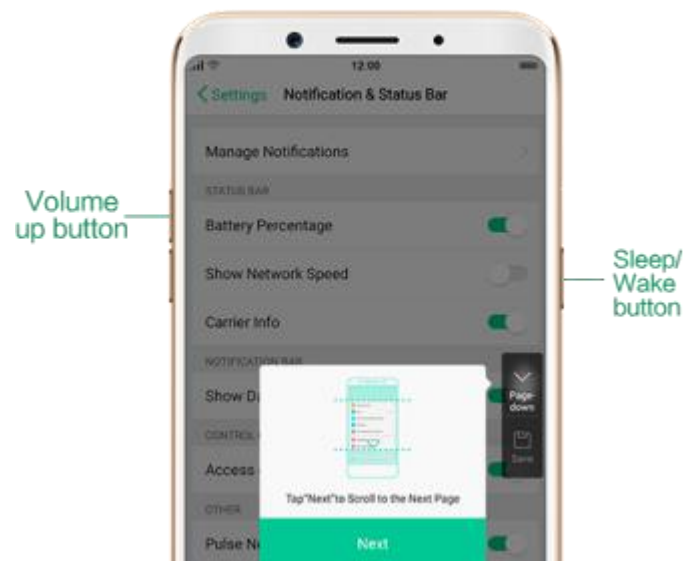 12:00
Settings Notification & Status Bar
Manage Notifications
STATUS BAR
Battery Percentage
Volume
up button
Show Network Speed
Sleep/
Wake
button
Carrier Info
NOTIFICATION BAR
Show Da
Page-
down
CONTROL
Save
Access
Tap"Next"to Scroll to the Next Page
OTHER
Pulse No
Next